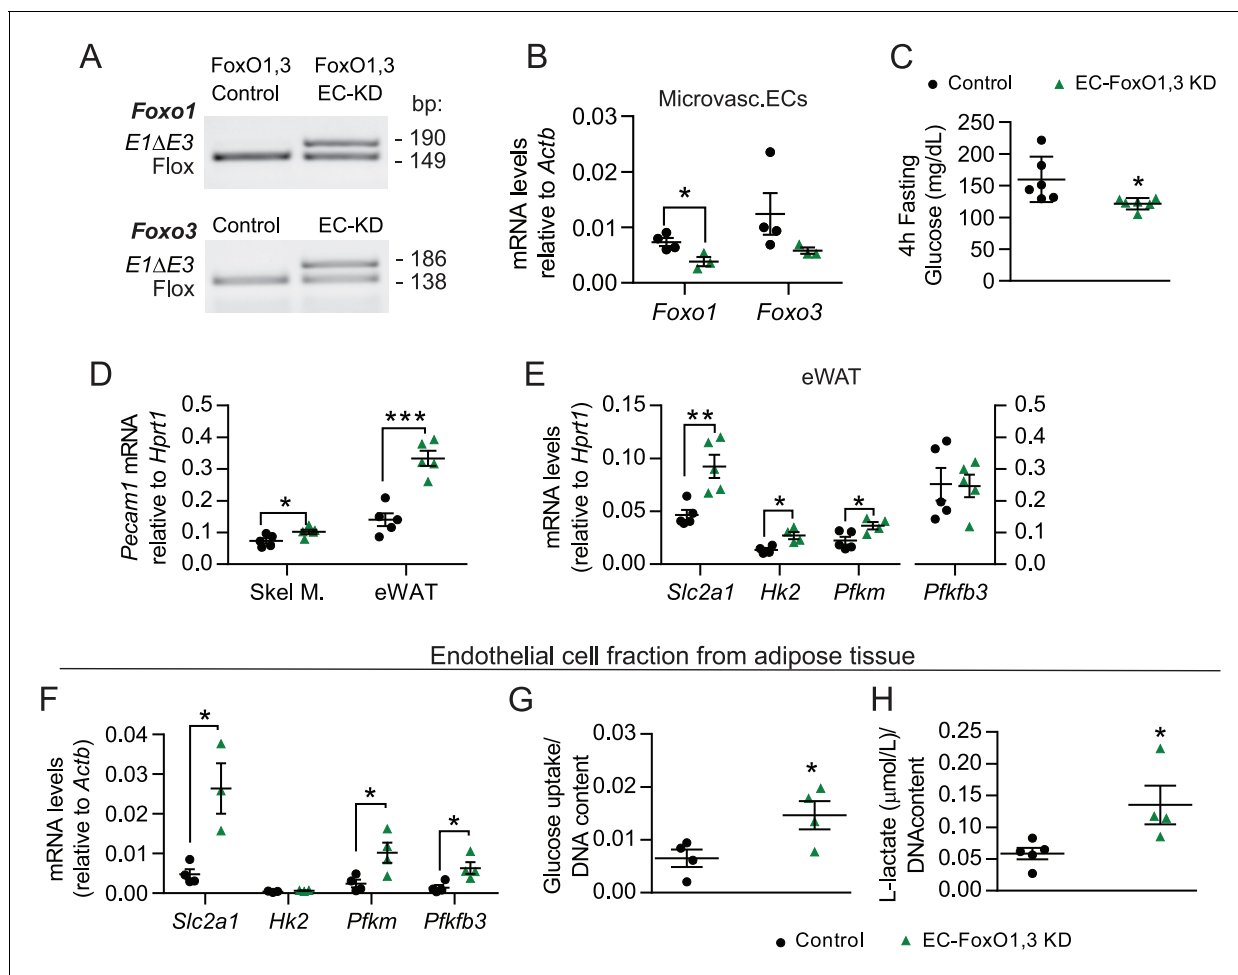 A
FoxO1,3 FoxO1,3
Control EC-KD bp:
Foxo1
E1ΔE3 - 190
Flox - 149
Foxo3 Control EC-KD
E1ΔE3 - 186
Flox - 138
B
Microvasc.ECs
mRNA levels
relative to Actb
0.03
0.02
0.01
0.00
*
Foxo1 Foxo3
C
Control EC-FoxO1,3 KD
4h Fasting
Glucose (mg/dL)
250
200
150
100
50
0
*
D
Pecam1 mRNA
relative to Hprt1
0.5
0.4
0.3
0.2
0.1
0.0
* ***
Skel M. eWAT
E
eWAT
mRNA levels
(relative to Hprt1)
0.15
0.10
0.05
0.00
** * *
0.5
0.4
0.3
0.2
0.1
0.0
Slc2a1 Hk2 Pfkm Pfkfb3
Endothelial cell fraction from adipose tissue
F
mRNA levels
(relative to Actb)
0.04
0.03
0.02
0.01
0.00
* * *
Slc2a1 Hk2 Pfkm Pfkfb3
G
Glucose uptake/
DNA content
0.03
0.02
0.01
0.00
*
H
L-lactate (μmol/L)/
DNAcontent
0.25
0.20
0.15
0.10
0.05
0.00
*
Control EC-FoxO1,3 KD